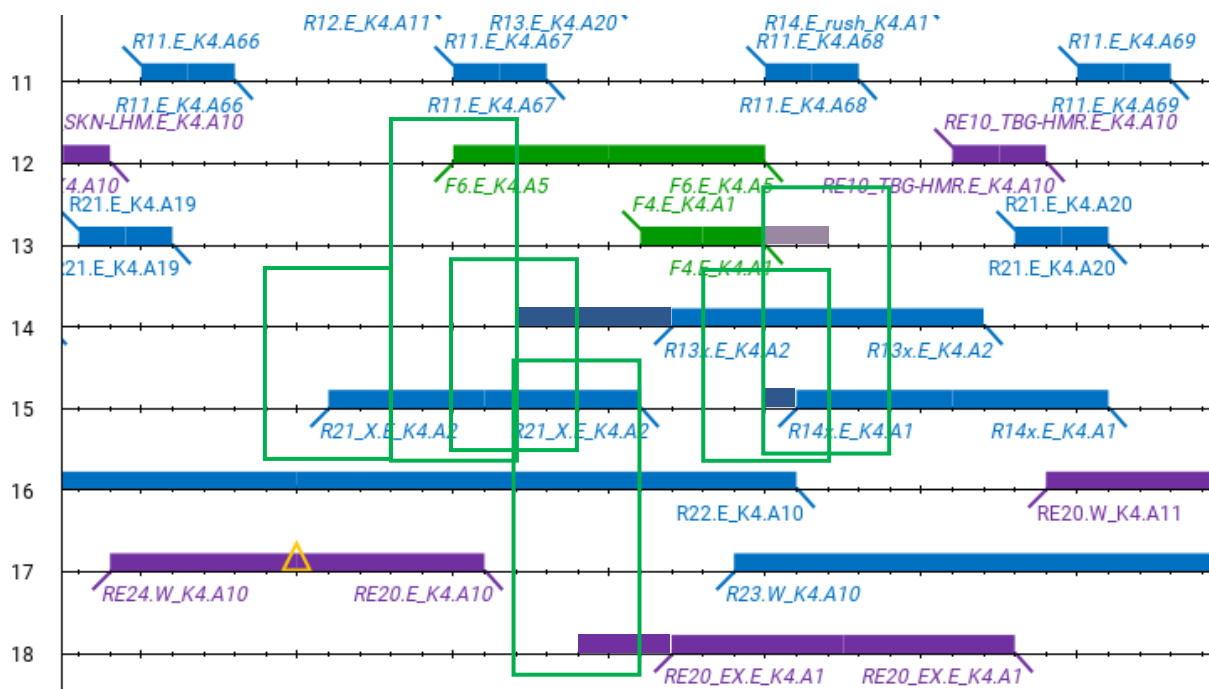 R12.E_K4.A11 R13.E_K4.A20 R14.E_rush_K4.A1
R11.E_K4.A66 R11.E_K4.A67 R11.E_K4.A68 R11.E_K4.A69
11
R11.E_K4.A66 R11.E_K4.A67 R11.E_K4.A68 R11.E_K4.A69
SKN-LHM.E_K4.A10 RE10_TBG-HMR.E_K4.A10
12
K4.A10 F6.E_K4.A5 F6.E_K4.A5 RE10_TBG-HMR.E_K4.A10
R21.E_K4.A19 F4.E_K4.A1 R21.E_K4.A20
13
R21.E_K4.A19 F4.E_K4.A1 R21.E_K4.A20
14
R13x.E_K4.A2 R13x.E_K4.A2
15
R21_X.E_K4.A2 R21_X.E_K4.A2 R14x.E_K4.A1 R14x.E_K4.A1
16
R22.E_K4.A10 RE20.W_K4.A11
17
RE24.W_K4.A10 RE20.E_K4.A10 R23.W_K4.A10
18
RE20_EX.E_K4.A1 RE20_EX.E_K4.A1